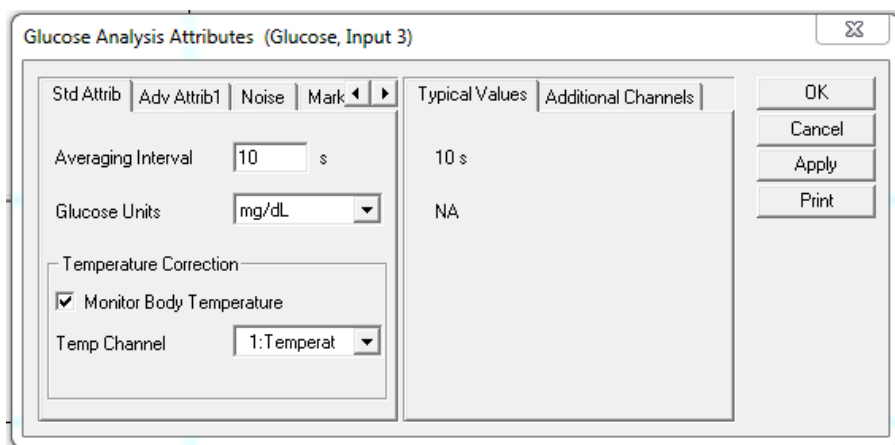 Glucose Analysis Attributes (Glucose, Input 3)
Std Attrib Adv Attrib1 Noise Mark
Typical Values Additional Channels
OK
Cancel
Apply
Print
Averaging Interval 10 s
10 s
Glucose Units mg/dL
NA
Temperature Correction
Monitor Body Temperature
Temp Channel 1:Temperat